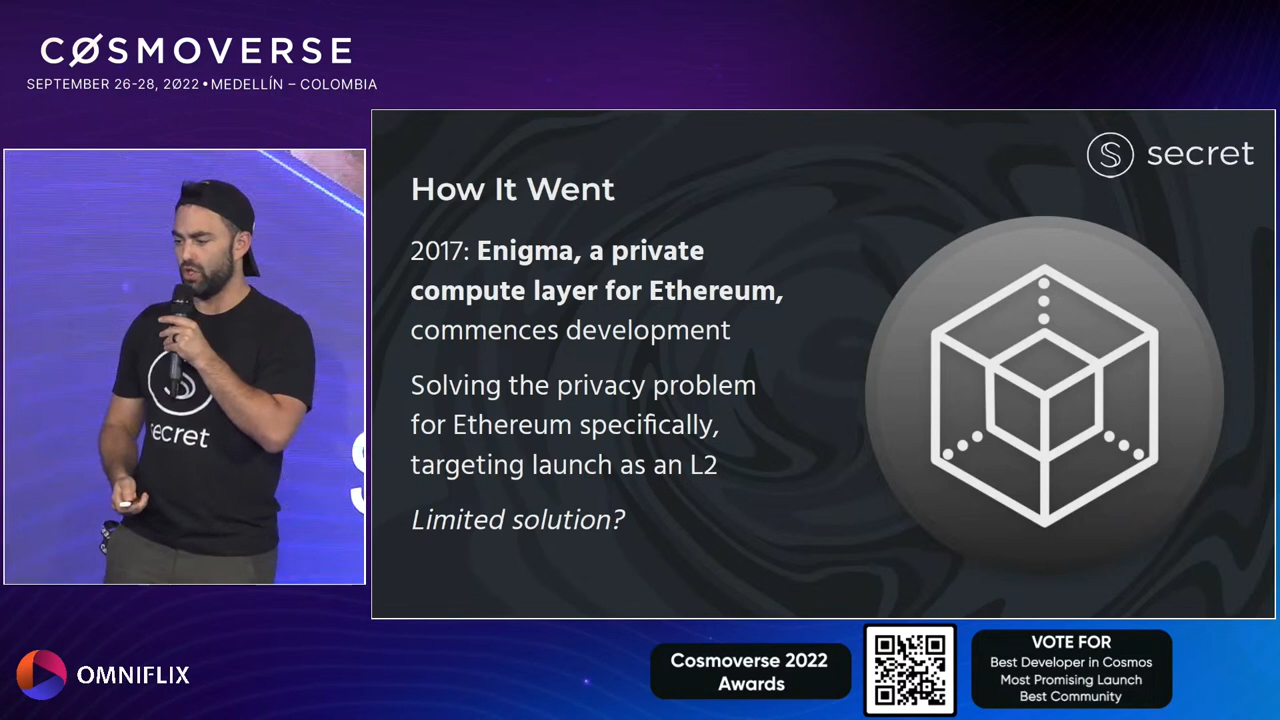 CØSMOVERSE
SEPTEMBER 26-28, 2Ø22 • MEDELLÍN – COLOMBIA
secret
How It Went
2017: Enigma, a private
compute layer for Ethereum,
commences development
Solving the privacy problem
for Ethereum specifically,
targeting launch as an L2
Limited solution?
secret
OMNIFLIX
Cosmoverse 2022
Awards
VOTE FOR
Best Developer in Cosmos
Most Promising Launch
Best Community